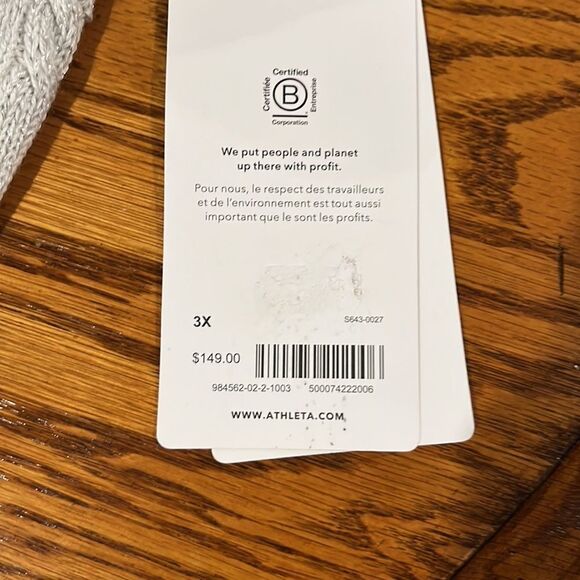 Certified
Certifiée
B
Entreprise
Corporation
We put people and planet
up there with profit.
Pour nous, le respect des travailleurs
et de l'environnement est tout aussi
important que le sont les profits.
3X
S643-0027
$149.00
984562-02-2-1003 500074222006
WWW.ATHLETA.COM